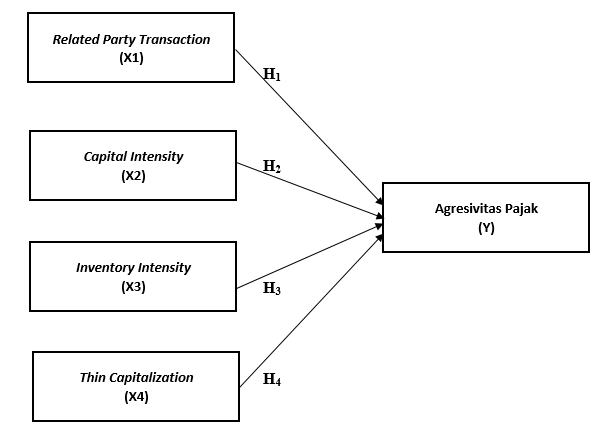 Related Party Transaction
(X1)
H1
Capital Intensity
(X2)
H2
Agresivitas Pajak
(Y)
Inventory Intensity
(X3)
H3
Thin Capitalization
(X4)
H4